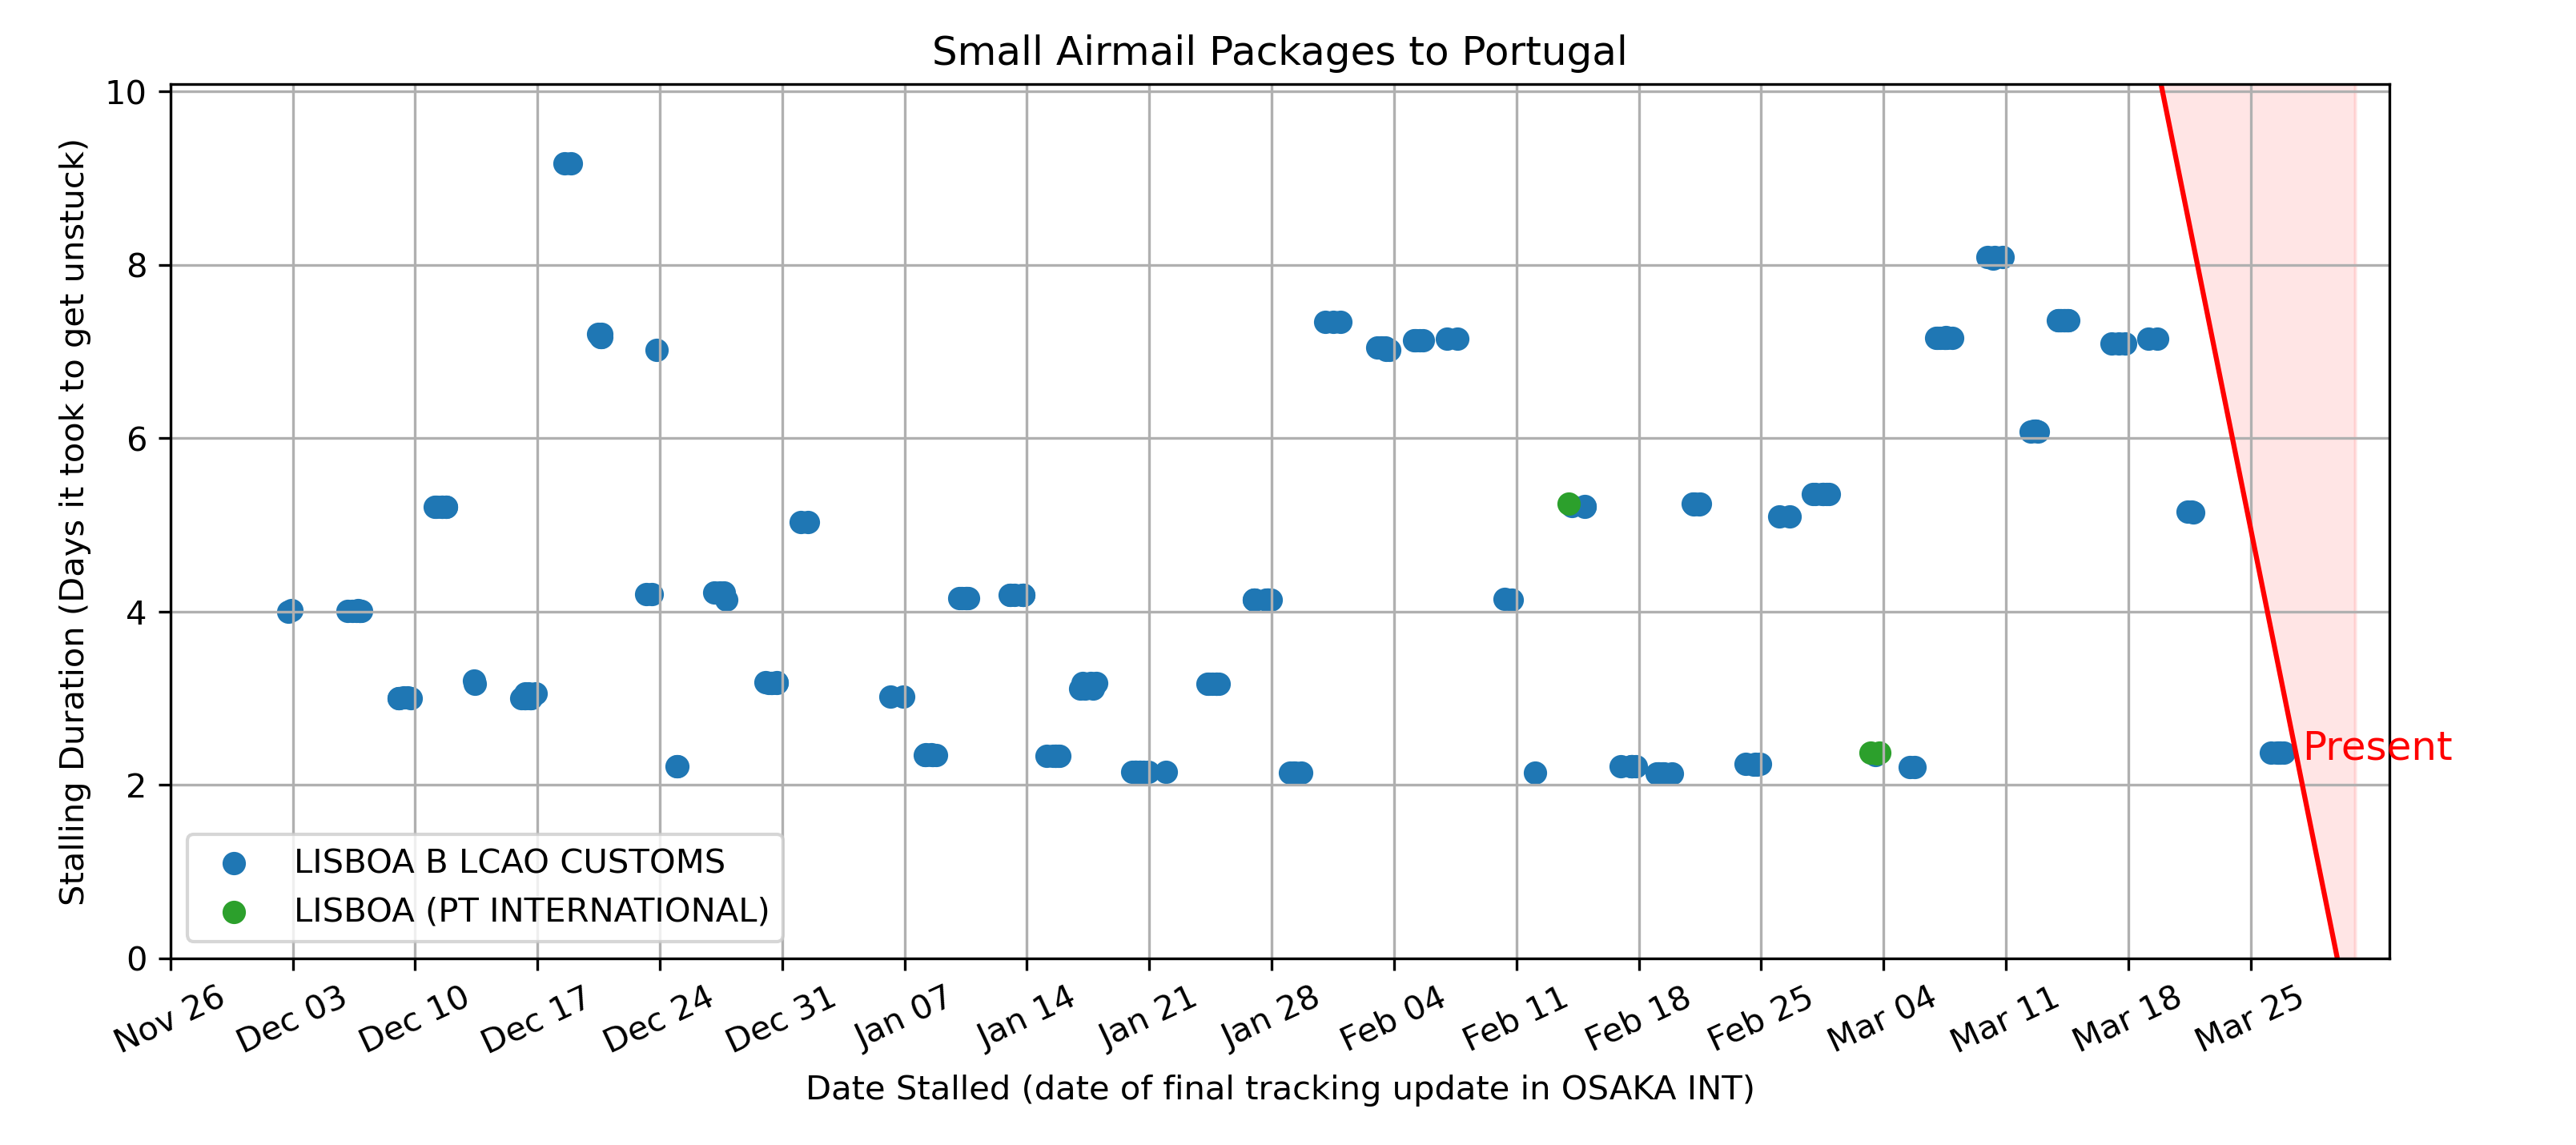 Small Airmail Packages to Portugal
Stalling Duration (Days it took to get unstuck)
10
8
6
4
2
0
Present
LISBOA B LCAO CUSTOMS
LISBOA (PT INTERNATIONAL)
Nov 26
Dec 03
Dec 10
Dec 17
Dec 24
Dec 31
Jan 07
Jan 14
Jan 21
Jan 28
Feb 04
Feb 11
Feb 18
Feb 25
Mar 04
Mar 11
Mar 18
Mar 25
Date Stalled (date of final tracking update in OSAKA INT)